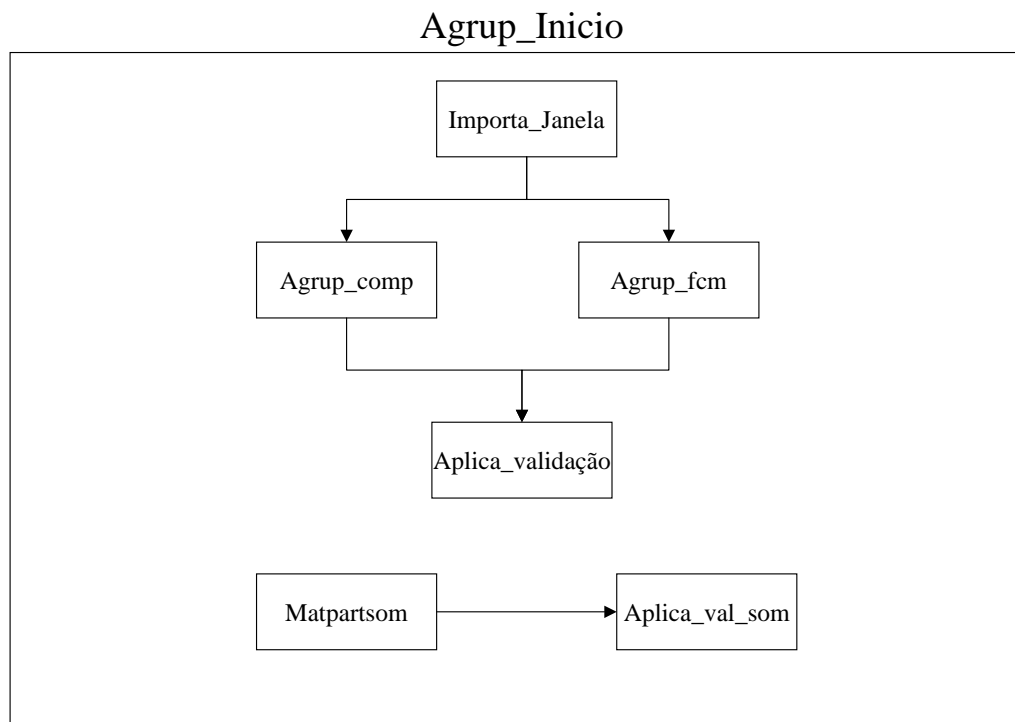 Agrup_Inicio
Importa_Janela
Agrup_comp
Agrup_fcm
Aplica_validação
Matpartsom
Aplica_val_som